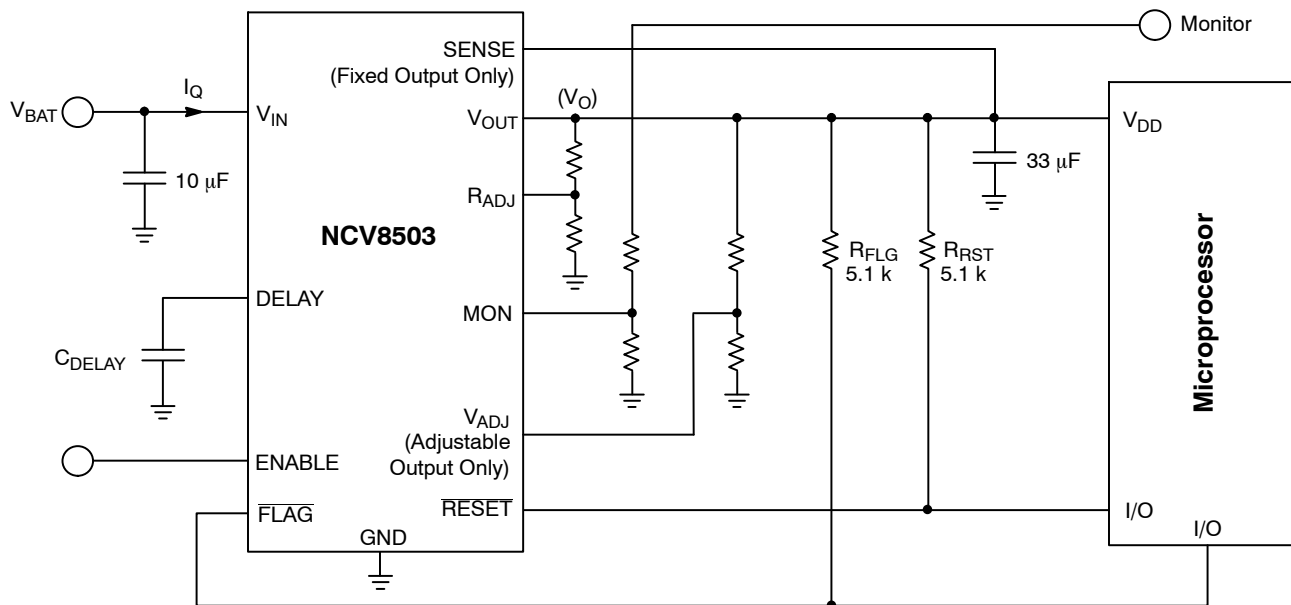 Monitor
SENSE
(Fixed Output Only)
I_Q
(V_O)
V_BAT
V_IN
V_OUT
V_DD
10 μF
33 μF
R_ADJ
NCV8503
R_FLG
5.1 k
R_RST
5.1 k
Microprocessor
DELAY
MON
C_DELAY
V_ADJ
(Adjustable
Output Only)
ENABLE
FLAG
RESET
I/O
I/O
GND